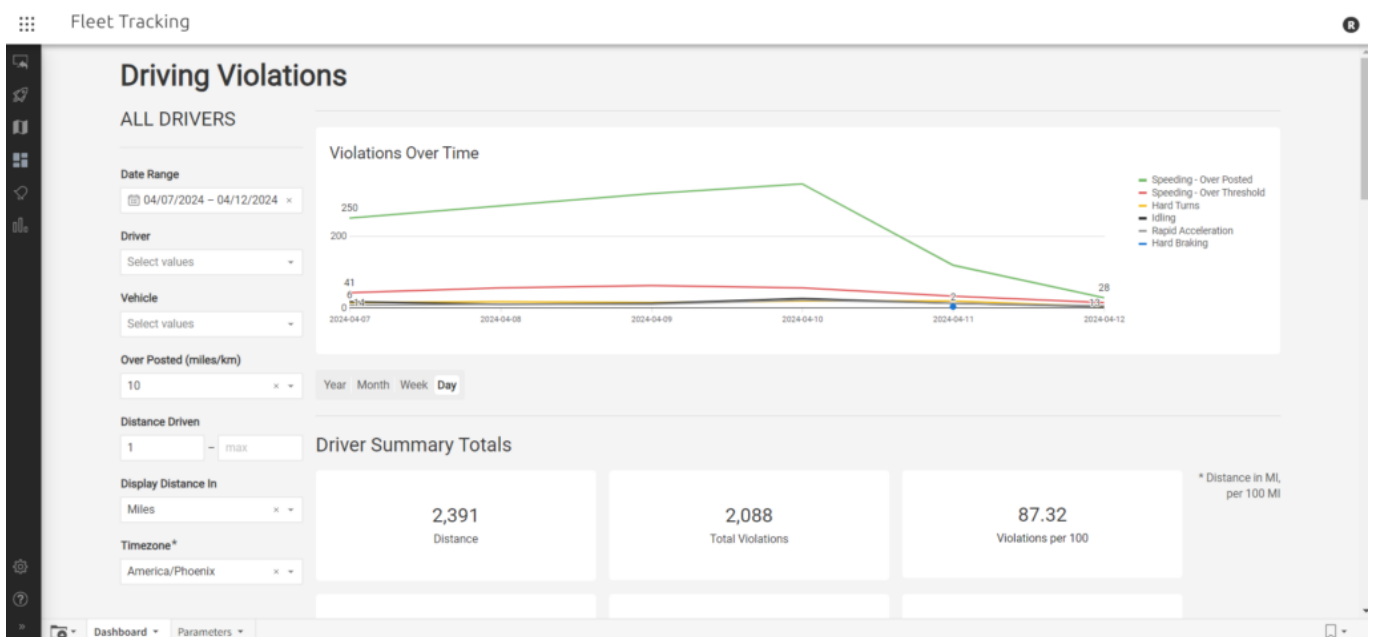 Fleet Tracking
R
Driving Violations
ALL DRIVERS
Date Range
04/07/2024 – 04/12/2024 ×
Driver
Select values
Vehicle
Select values
Over Posted (miles/km)
10 ×
Distance Driven
1 – max
Display Distance In
Miles ×
Timezone*
America/Phoenix ×
Violations Over Time
250
200
41
6
14
0
2
28
13
2024-04-07 2024-04-08 2024-04-09 2024-04-10 2024-04-11 2024-04-12
Speeding - Over Posted
Speeding - Over Threshold
Hard Turns
Idling
Rapid Acceleration
Hard Braking
Year Month Week Day
Driver Summary Totals
2,391
Distance
2,088
Total Violations
87.32
Violations per 100
* Distance in MI,
per 100 MI
?
»
Dashboard Parameters